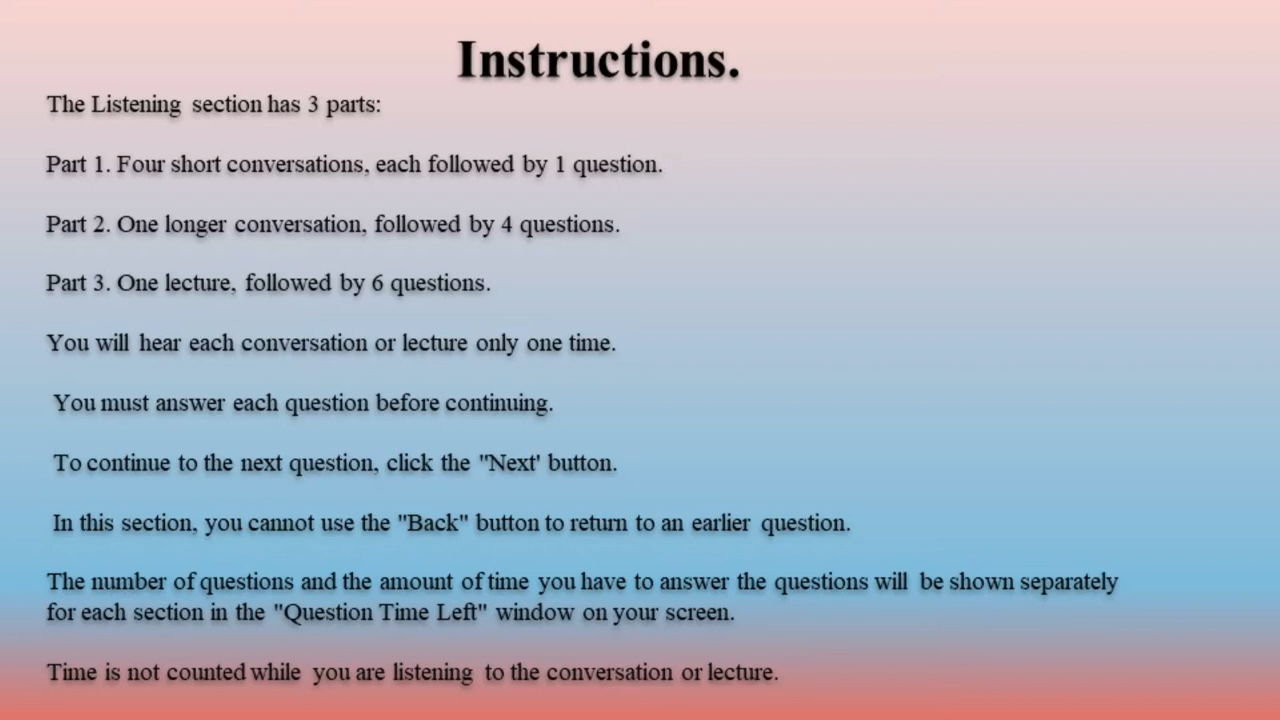 Instructions.
The Listening section has 3 parts:
Part 1. Four short conversations, each followed by 1 question.
Part 2. One longer conversation, followed by 4 questions.
Part 3. One lecture, followed by 6 questions.
You will hear each conversation or lecture only one time.
You must answer each question before continuing.
To continue to the next question, click the "Next' button.
In this section, you cannot use the "Back" button to return to an earlier question.
The number of questions and the amount of time you have to answer the questions will be shown separately
for each section in the "Question Time Left" window on your screen.
Time is not counted while you are listening to the conversation or lecture.